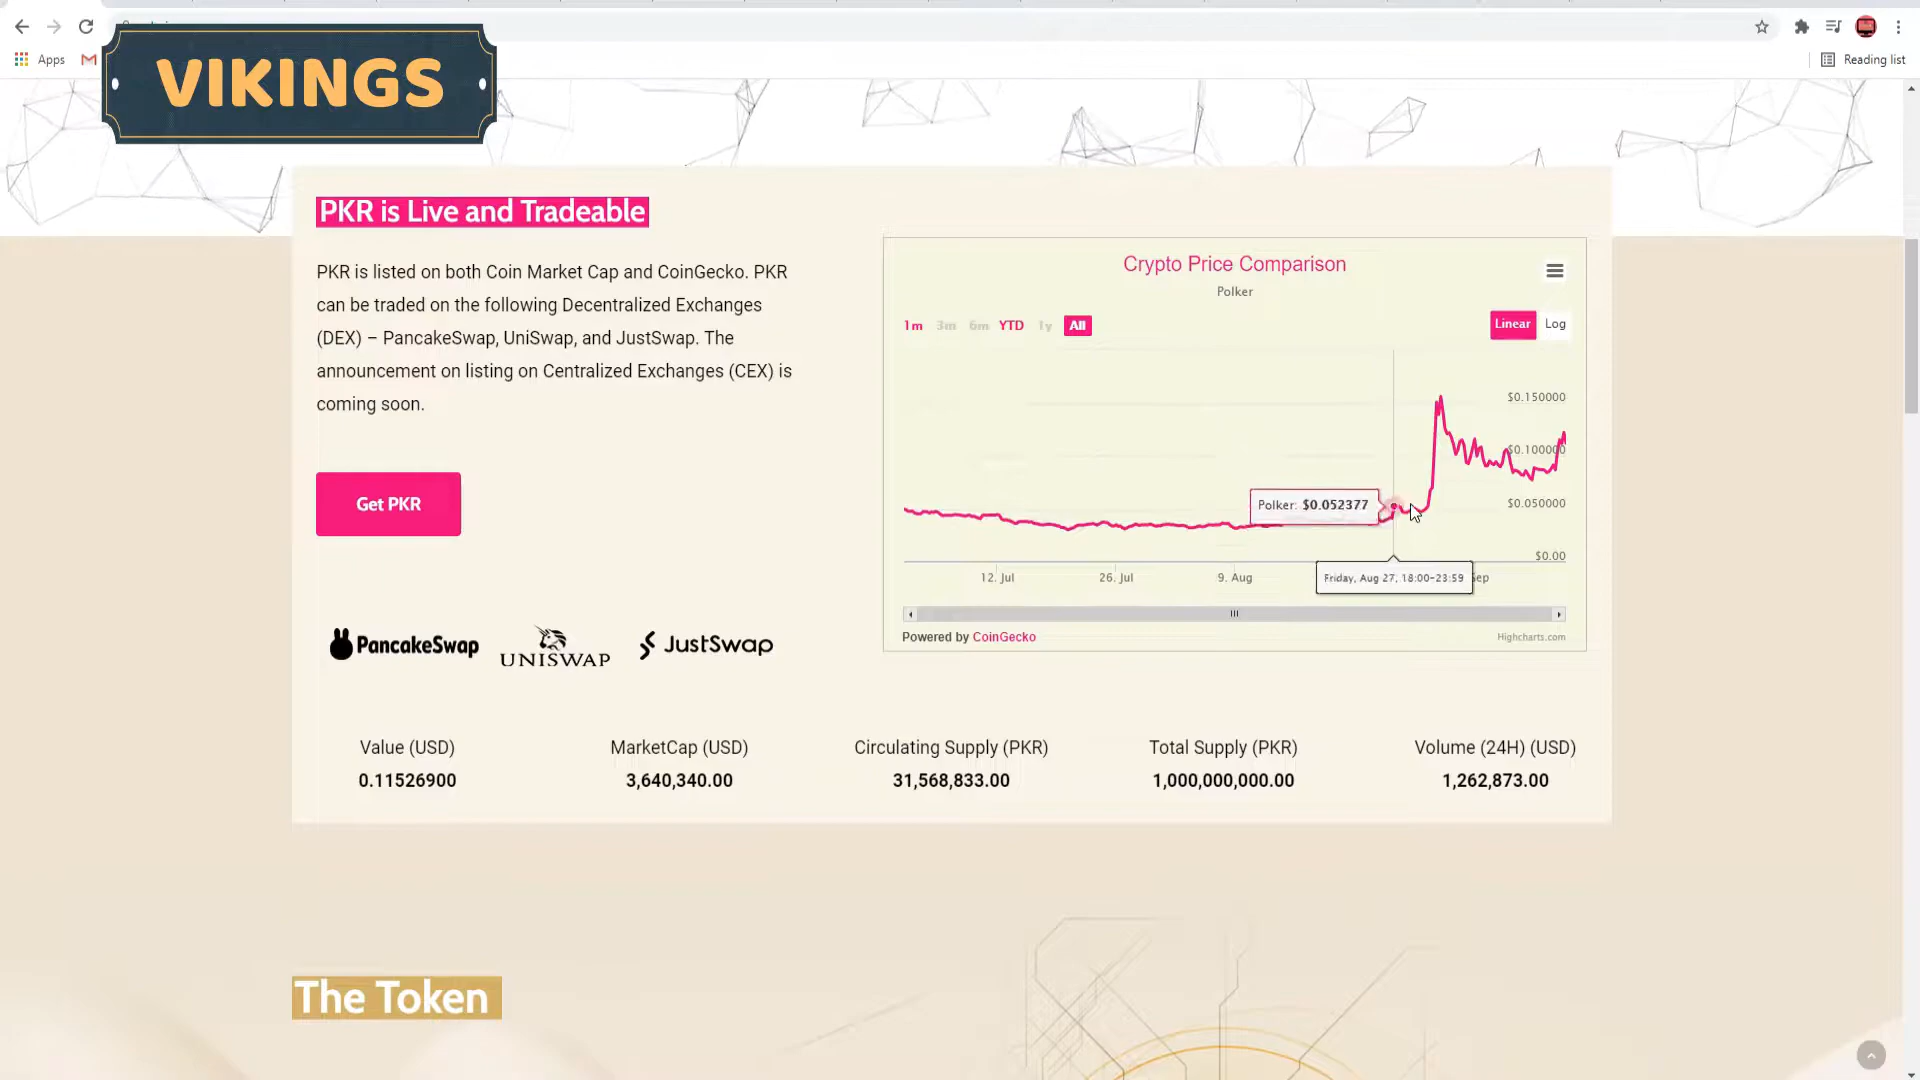 Apps
Reading list
VIKINGS
PKR is Live and Tradeable
PKR is listed on both Coin Market Cap and CoinGecko. PKR
can be traded on the following Decentralized Exchanges
(DEX) – PancakeSwap, UniSwap, and JustSwap. The
announcement on listing on Centralized Exchanges (CEX) is
coming soon.
Get PKR
PancakeSwap
UNISWAP
JustSwap
Crypto Price Comparison
Polker
1m 3m 6m YTD 1y All
Linear Log
$0.150000
$0.100000
$0.050000
$0.00
Polker: $0.052377
12. Jul 26. Jul 9. Aug Sep
Friday, Aug 27, 18:00-23:59
Powered by CoinGecko
Highcharts.com
Value (USD)
0.11526900
MarketCap (USD)
3,640,340.00
Circulating Supply (PKR)
31,568,833.00
Total Supply (PKR)
1,000,000,000.00
Volume (24H) (USD)
1,262,873.00
The Token